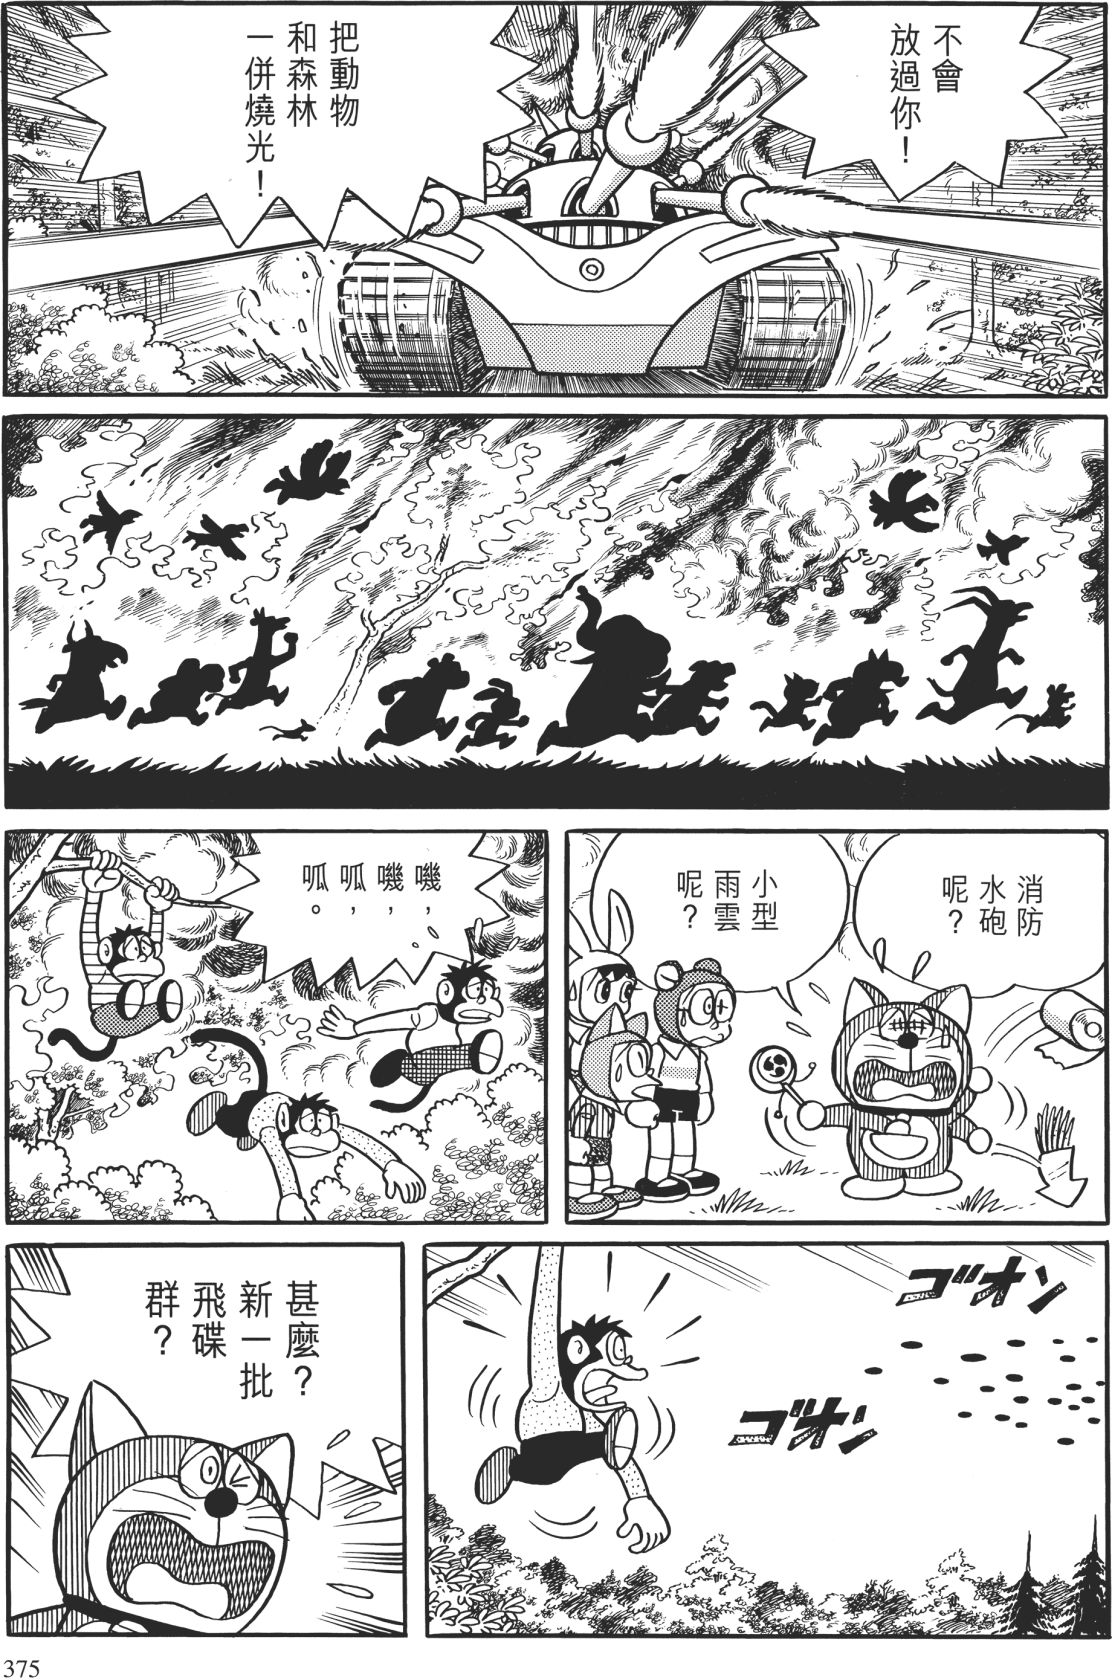 不會
放過你！
把動物
和森林
一併燒光！
消防
水砲
呢？
小型
雨雲
呢？
嘰，
嘰，
呱，
呱。
ゴオン
ゴオン
甚麼？
新一批
飛碟
群？
375